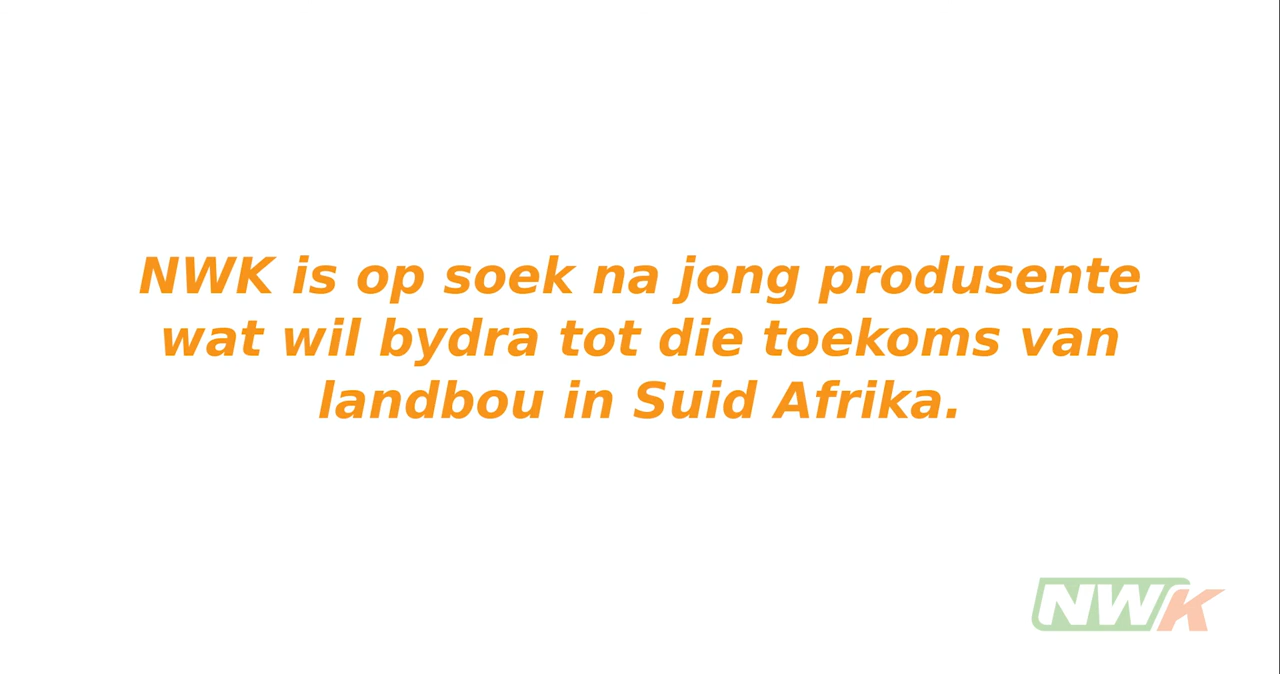 NWK is op soek na jong produsente
wat wil bydra tot die toekoms van
landbou in Suid Afrika.
NWK